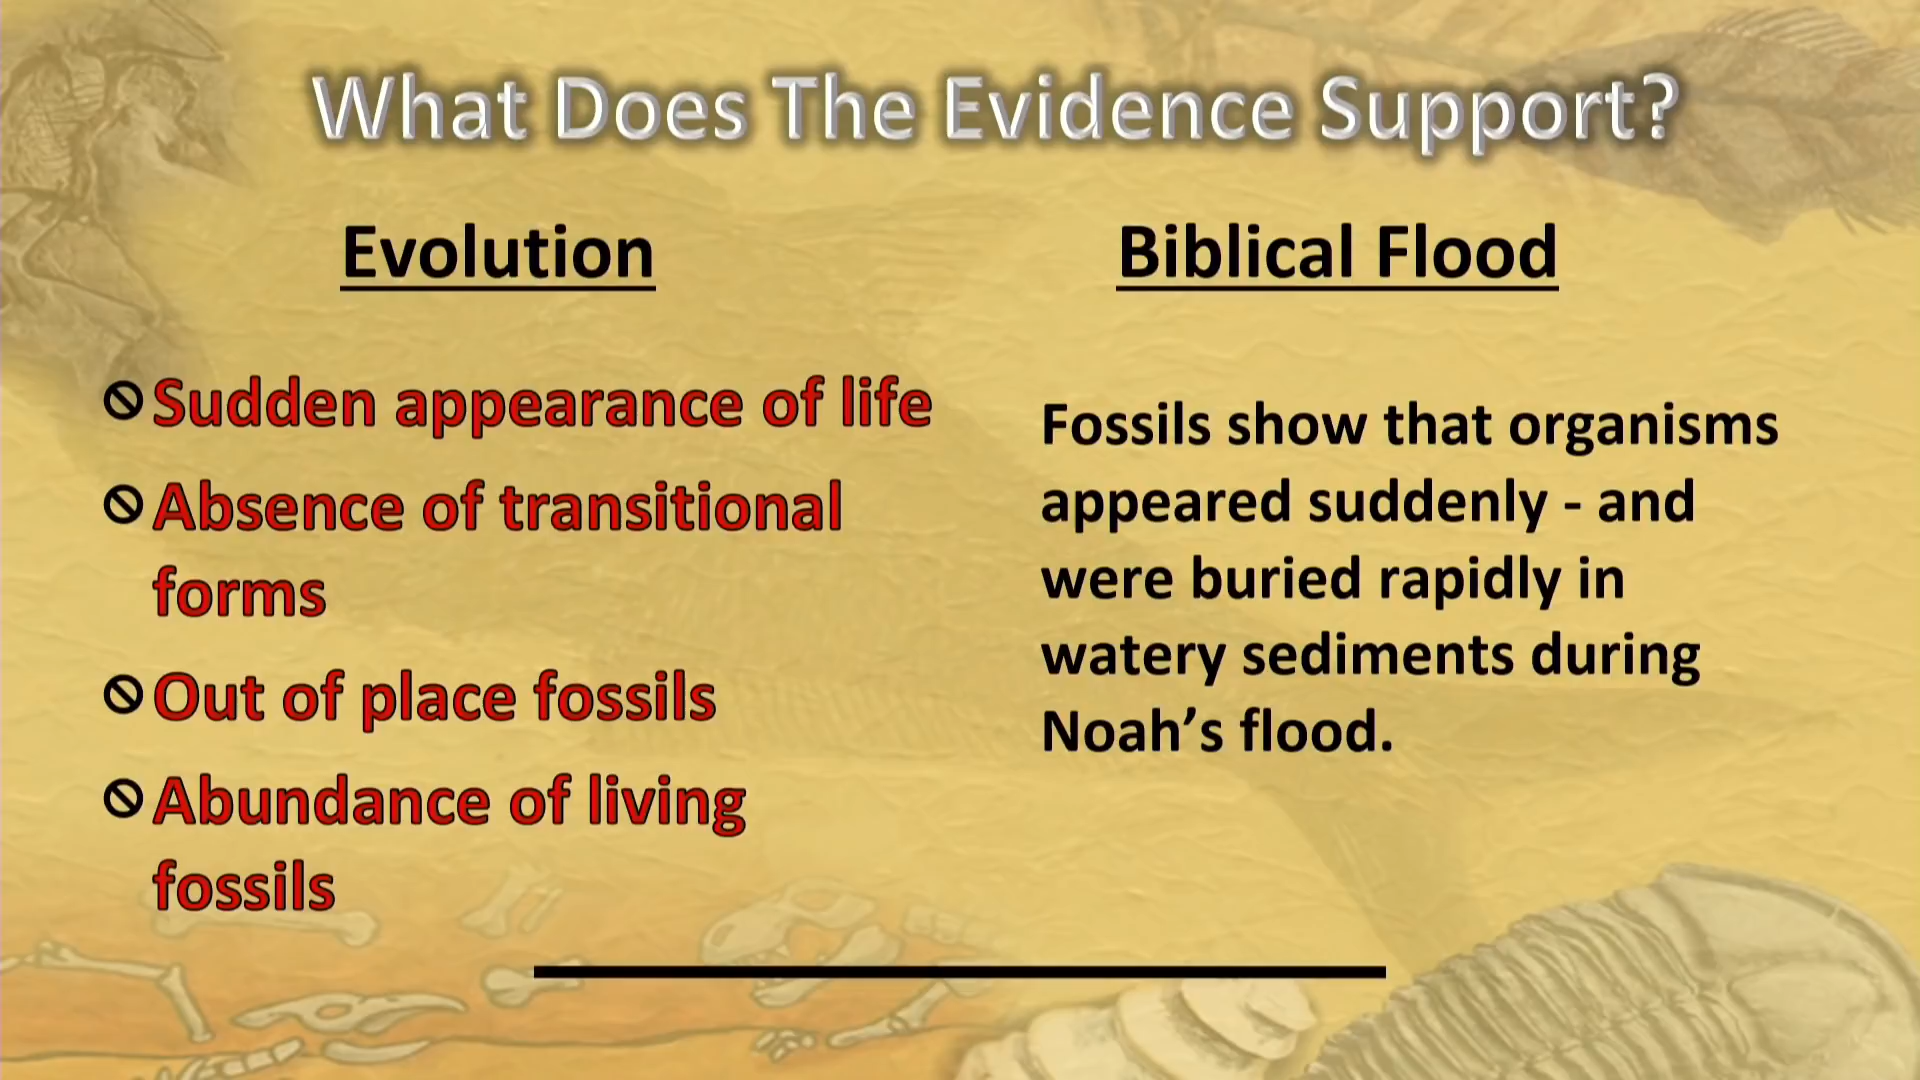 What Does The Evidence Support?
Evolution
Sudden appearance of life
Absence of transitional
forms
Out of place fossils
Abundance of living
fossils
Biblical Flood
Fossils show that organisms
appeared suddenly - and
were buried rapidly in
watery sediments during
Noah’s flood.